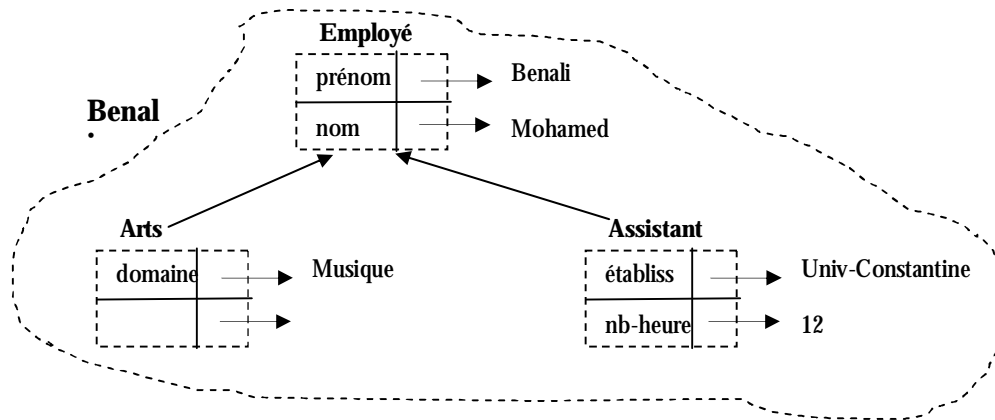 Employé
prénom
Benali
nom
Mohamed
Benal
.
Arts
domaine
Musique
Assistant
établiss
Univ-Constantine
nb-heure
12